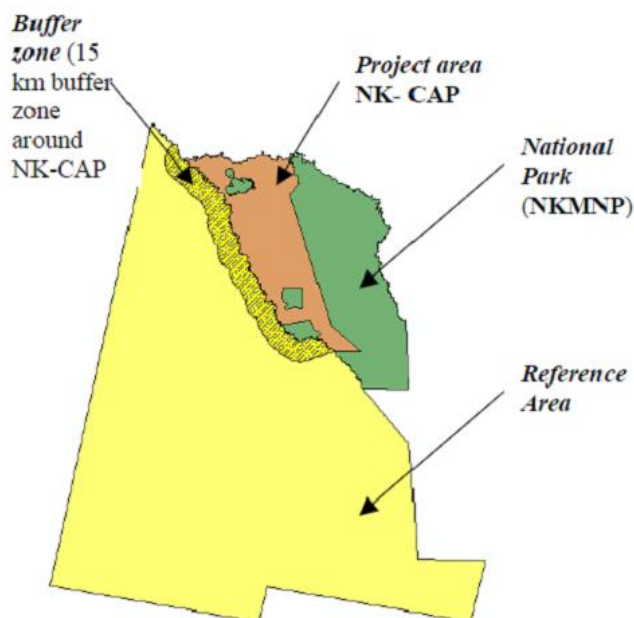 Buffer
zone (15
km buffer
zone
around
NK-CAP
Project area
NK- CAP
National
Park
(NKMNP)
Reference
Area